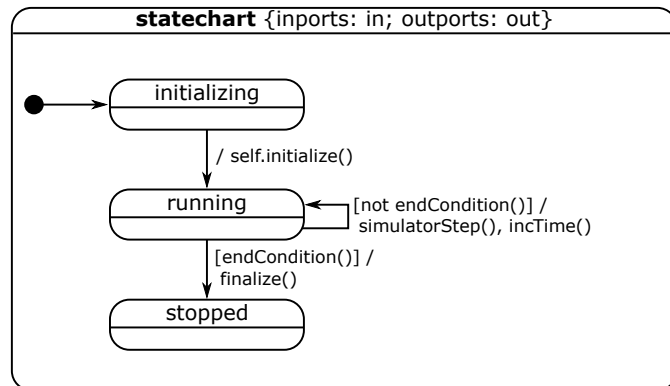 statechart {inports: in; outports: out}
initializing
/ self.initialize()
running
[not endCondition()] /
simulatorStep(), incTime()
[endCondition()] /
finalize()
stopped